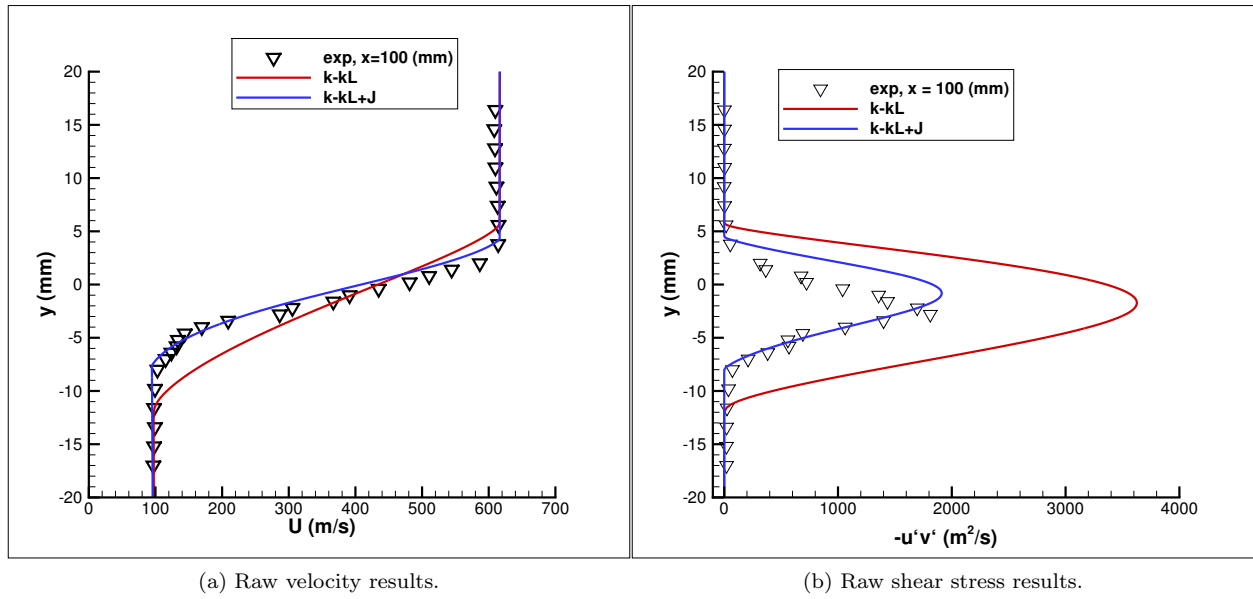 exp, x=100 (mm)
k-kL
k-kL+J
20
15
10
5
0
-5
-10
-15
-20
y (mm)
0 100 200 300 400 500 600 700
U (m/s)
(a) Raw velocity results.
exp, x = 100 (mm)
k-kL
k-kL+J
20
15
10
5
0
-5
-10
-15
-20
y (mm)
0 1000 2000 3000 4000
-u‘v‘ (m²/s)
(b) Raw shear stress results.